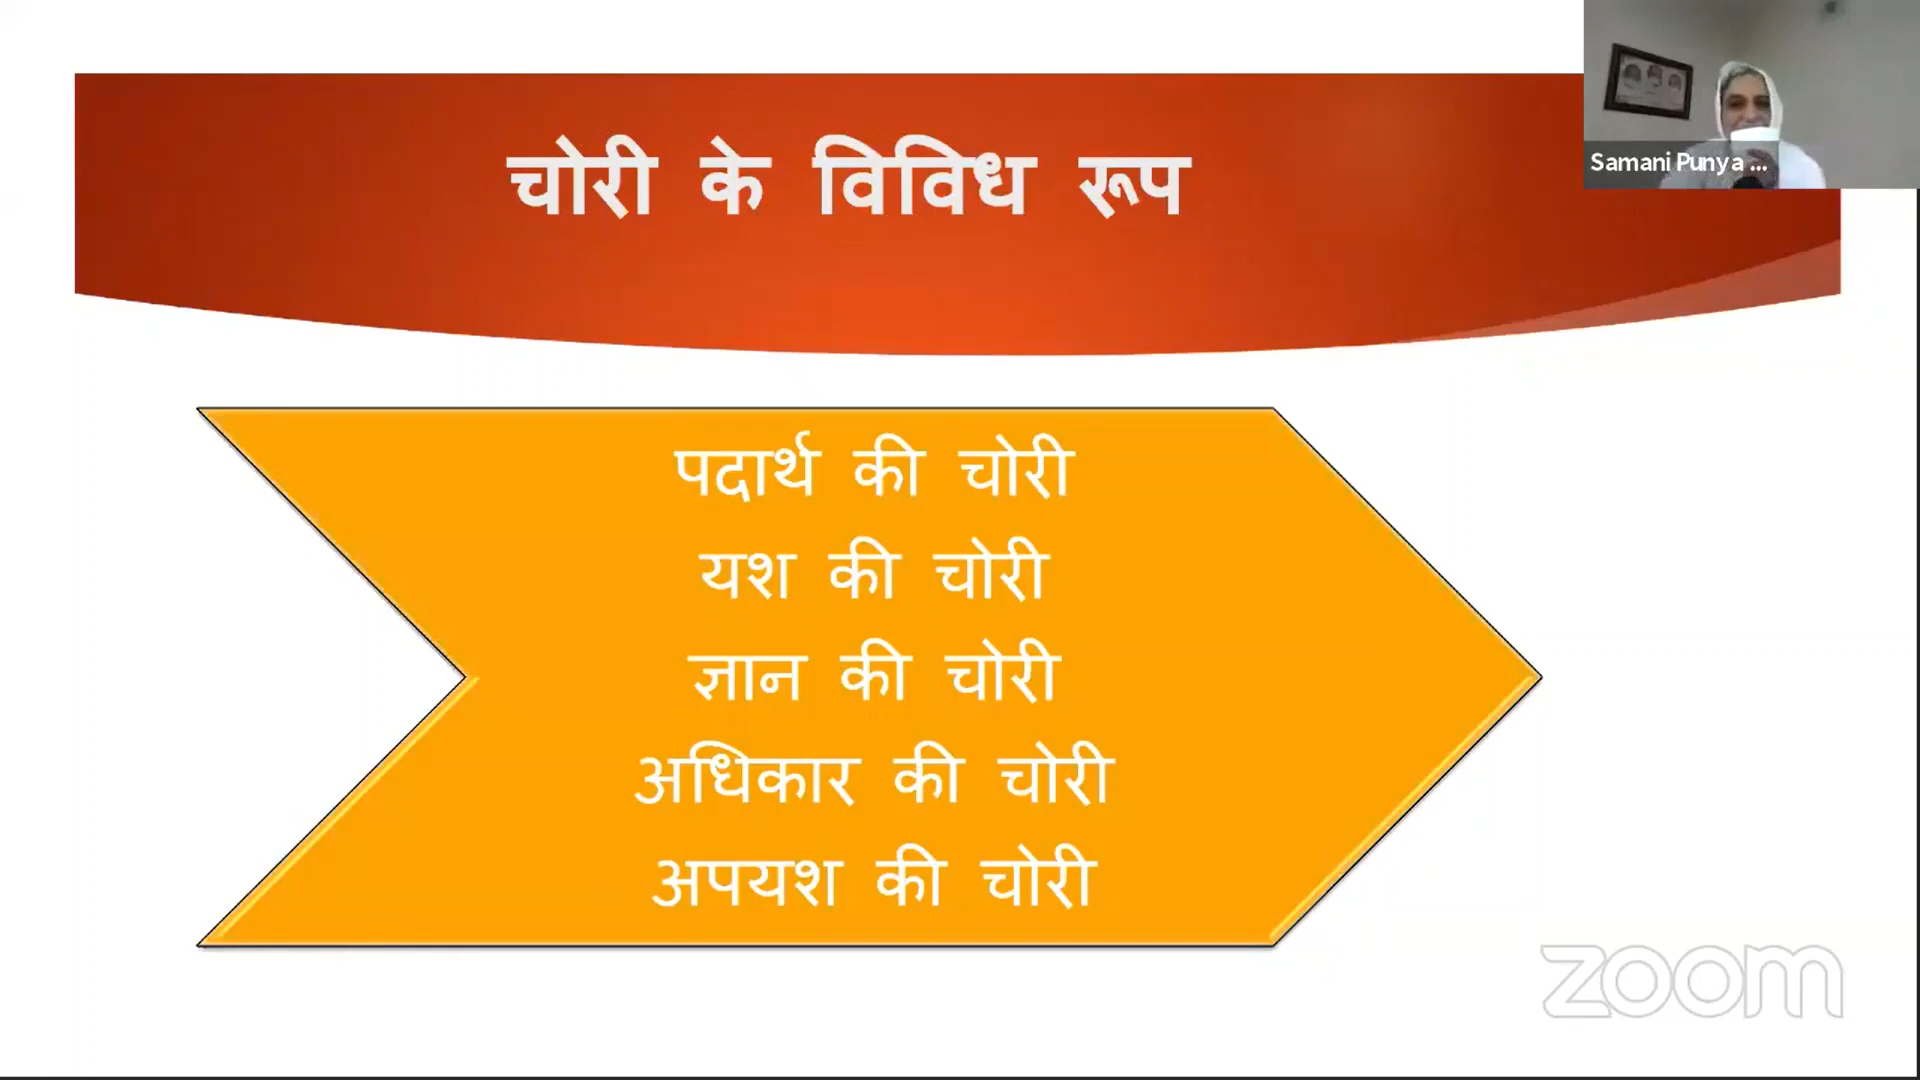 चोरी के विविध रूप
Samani Punya ...
पदार्थ की चोरी
यश की चोरी
ज्ञान की चोरी
अधिकार की चोरी
अपयश की चोरी
zoom